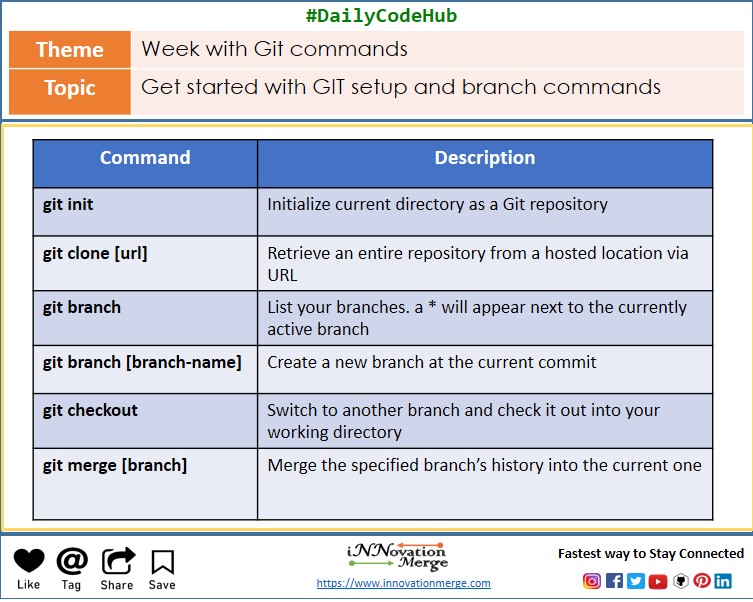 #DailyCodeHub
Theme
Week with Git commands
Topic
Get started with GIT setup and branch commands
Command
Description
git init
Initialize current directory as a Git repository
git clone [url]
Retrieve an entire repository from a hosted location via
URL
git branch
List your branches. a * will appear next to the currently
active branch
git branch [branch-name]
Create a new branch at the current commit
git checkout
Switch to another branch and check it out into your
working directory
git merge [branch]
Merge the specified branch’s history into the current one
Like
Tag
Share
Save
iNNovation
Merge
https://www.innovationmerge.com
Fastest way to Stay Connected